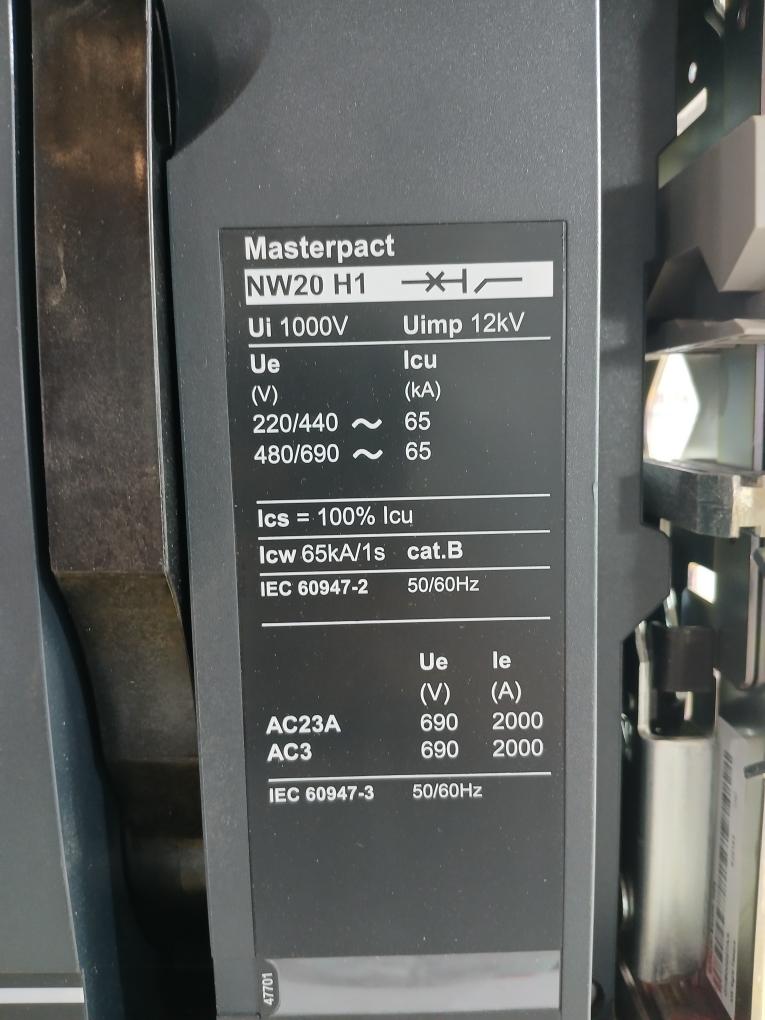 Masterpact
NW20 H1
Ui 1000V Uimp 12kV
Ue Icu
(V) (kA)
220/440 ~ 65
480/690 ~ 65
Ics = 100% Icu
Icw 65kA/1s cat.B
IEC 60947-2 50/60Hz
Ue Ie
(V) (A)
AC23A 690 2000
AC3 690 2000
IEC 60947-3 50/60Hz
47701